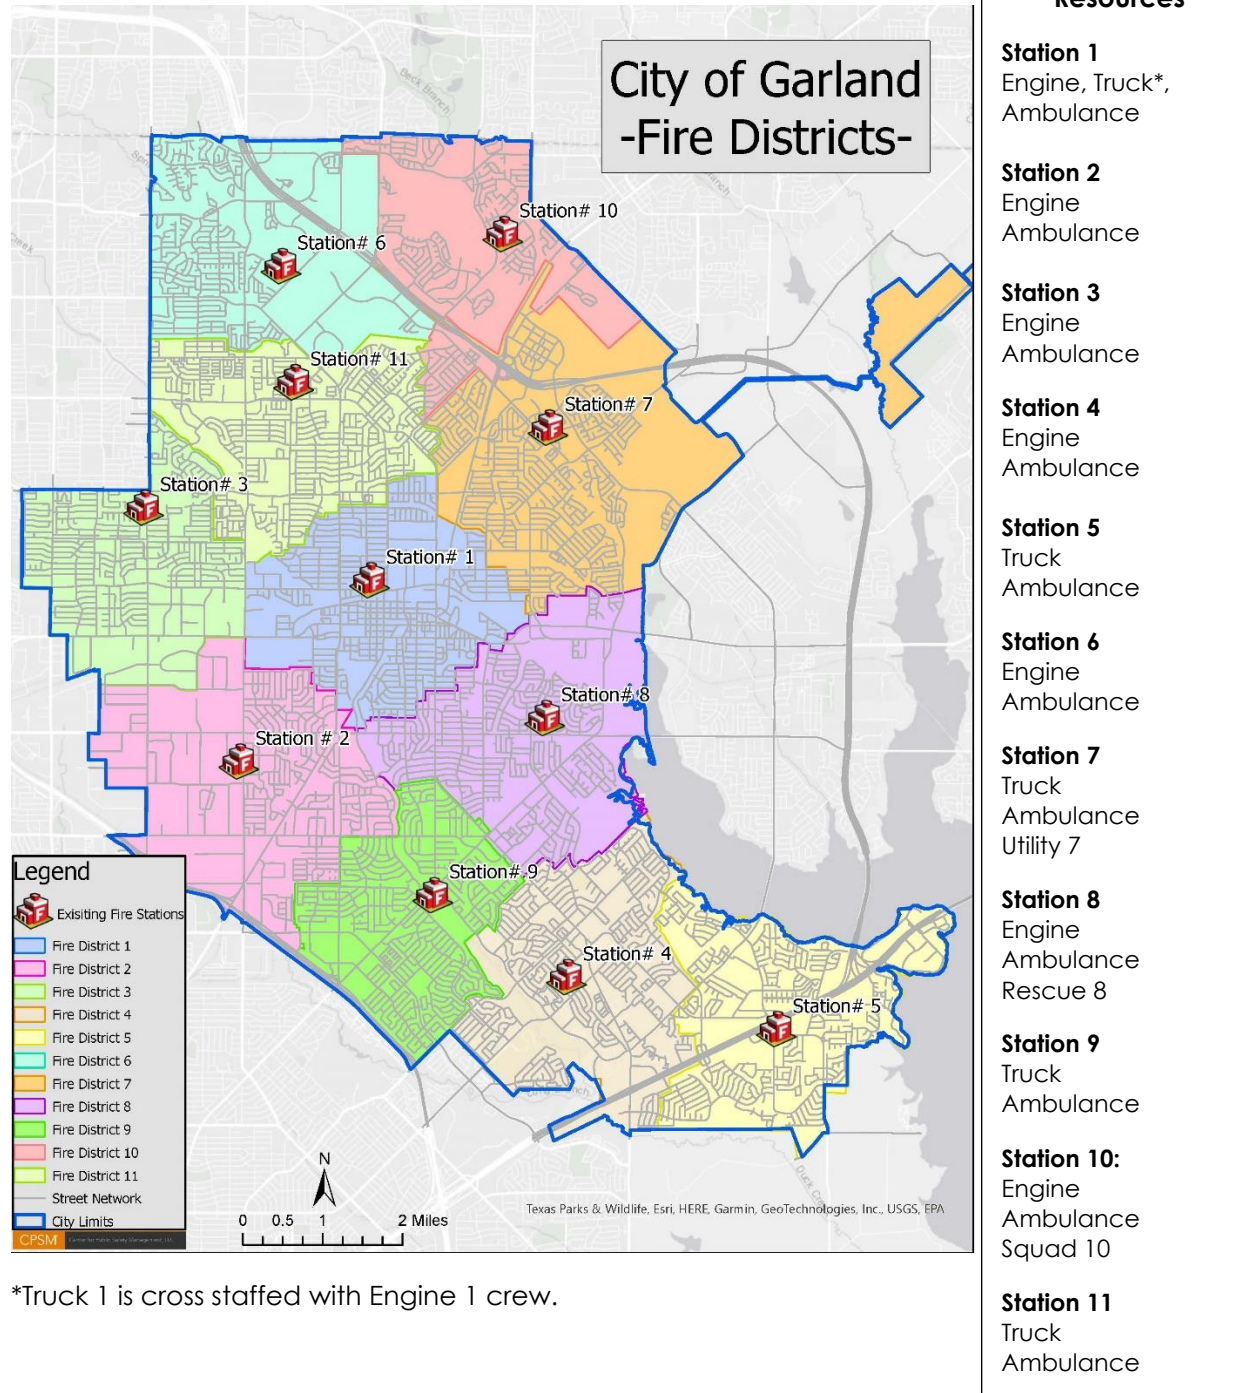 Resources
City of Garland
-Fire Districts-
Station# 10
Station# 6
Station# 11
Station# 7
Station# 3
Station# 1
Station# 8
Station # 2
Station# 9
Station# 4
Station# 5
Legend
Exisiting Fire Stations
Fire District 1
Fire District 2
Fire District 3
Fire District 4
Fire District 5
Fire District 6
Fire District 7
Fire District 8
Fire District 9
Fire District 10
Fire District 11
Street Network
City Limits
CPSM
N
0 0.5 1 2 Miles
Texas Parks & Wildlife, Esri, HERE, Garmin, GeoTechnologies, Inc., USGS, EPA
*Truck 1 is cross staffed with Engine 1 crew.
Station 1
Engine, Truck*,
Ambulance
Station 2
Engine
Ambulance
Station 3
Engine
Ambulance
Station 4
Engine
Ambulance
Station 5
Truck
Ambulance
Station 6
Engine
Ambulance
Station 7
Truck
Ambulance
Utility 7
Station 8
Engine
Ambulance
Rescue 8
Station 9
Truck
Ambulance
Station 10:
Engine
Ambulance
Squad 10
Station 11
Truck
Ambulance